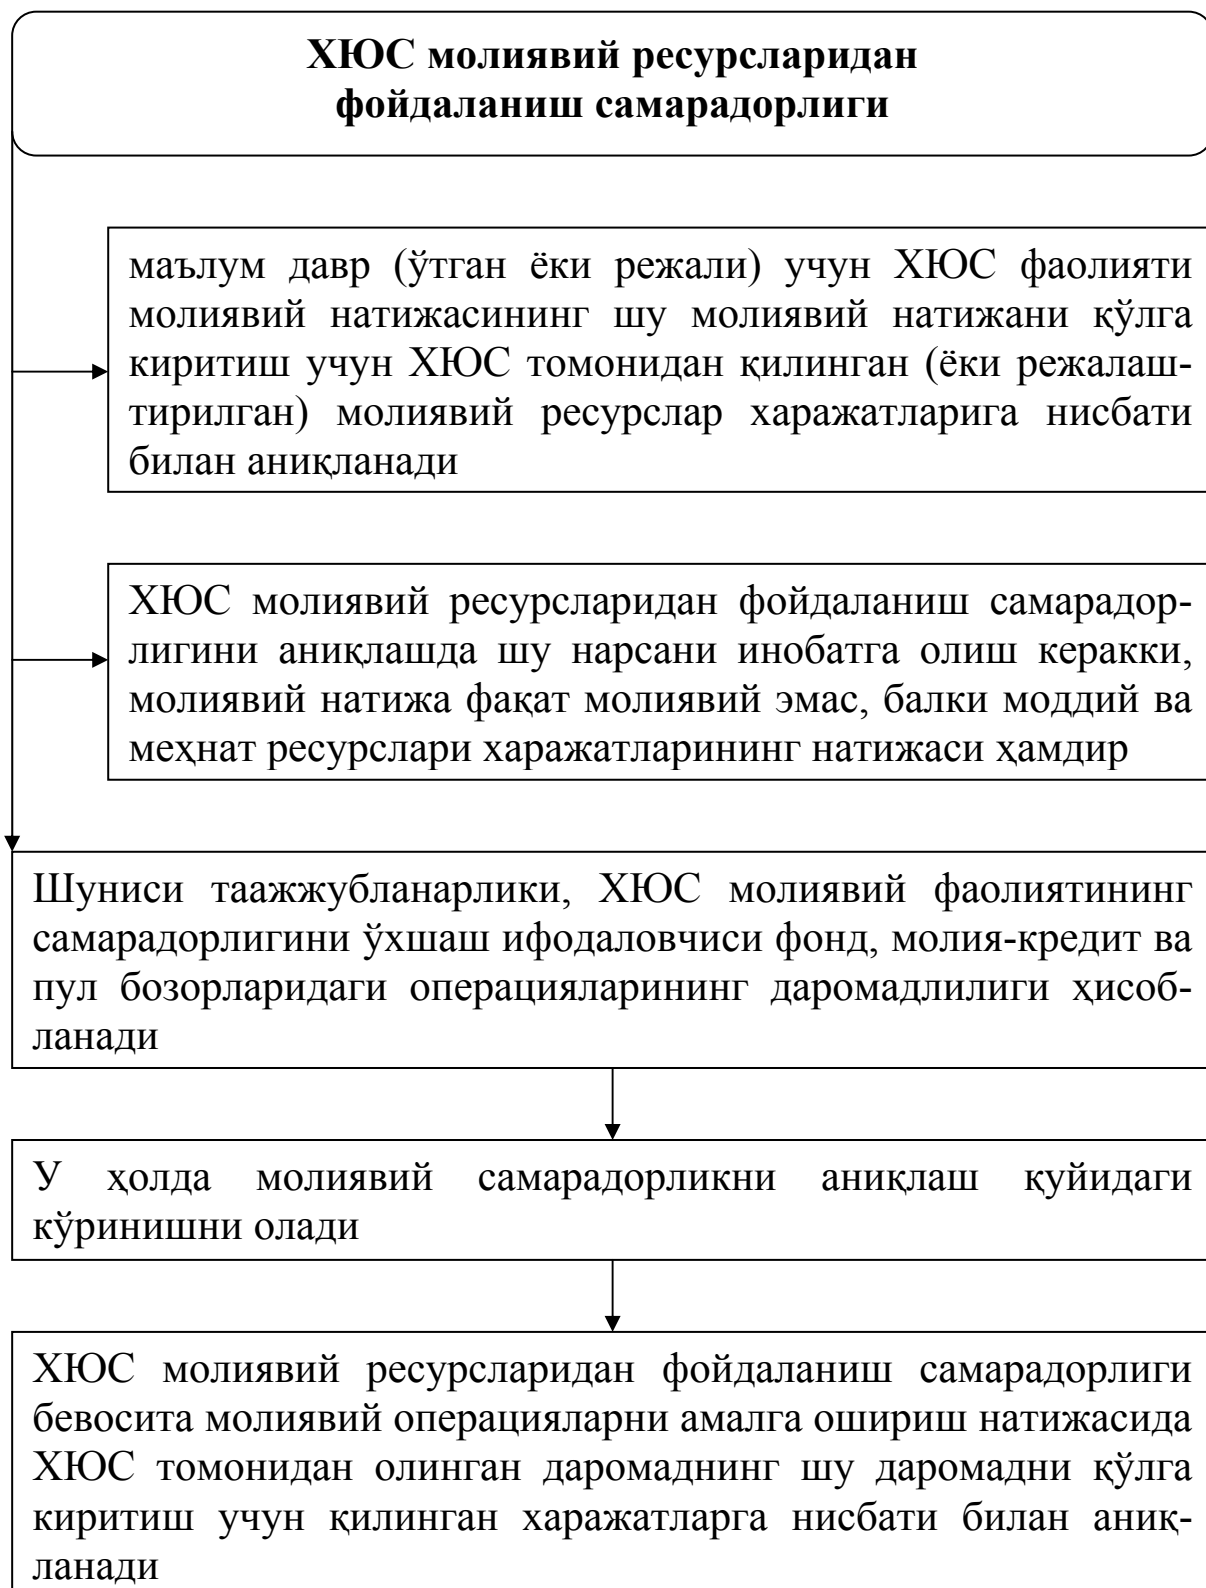 ХЮС молиявий ресурсларидан
фойдаланиш самарадорлиги
маълум давр (ўтган ёки режали) учун ХЮС фаолияти
молиявий натижасининг шу молиявий натижани қўлга
киритиш учун ХЮС томонидан қилинган (ёки режалаш-
тирилган) молиявий ресурслар харажатларига нисбати
билан аниқланади
ХЮС молиявий ресурсларидан фойдаланиш самарадор-
лигини аниқлашда шу нарсани инобатга олиш керакки,
молиявий натижа фақат молиявий эмас, балки моддий ва
меҳнат ресурслари харажатларининг натижаси ҳамдир
Шуниси таажжубланарлики, ХЮС молиявий фаолиятининг
самарадорлигини ўхшаш ифодаловчиси фонд, молия-кредит ва
пул бозорларидаги операцияларининг даромадлилиги ҳисоб-
ланади
У ҳолда молиявий самарадорликни аниқлаш қуйидаги
кўринишни олади
ХЮС молиявий ресурсларидан фойдаланиш самарадорлиги
бевосита молиявий операцияларни амалга ошириш натижасида
ХЮС томонидан олинган даромаднинг шу даромадни қўлга
киритиш учун қилинган харажатларга нисбати билан аниқ-
ланади